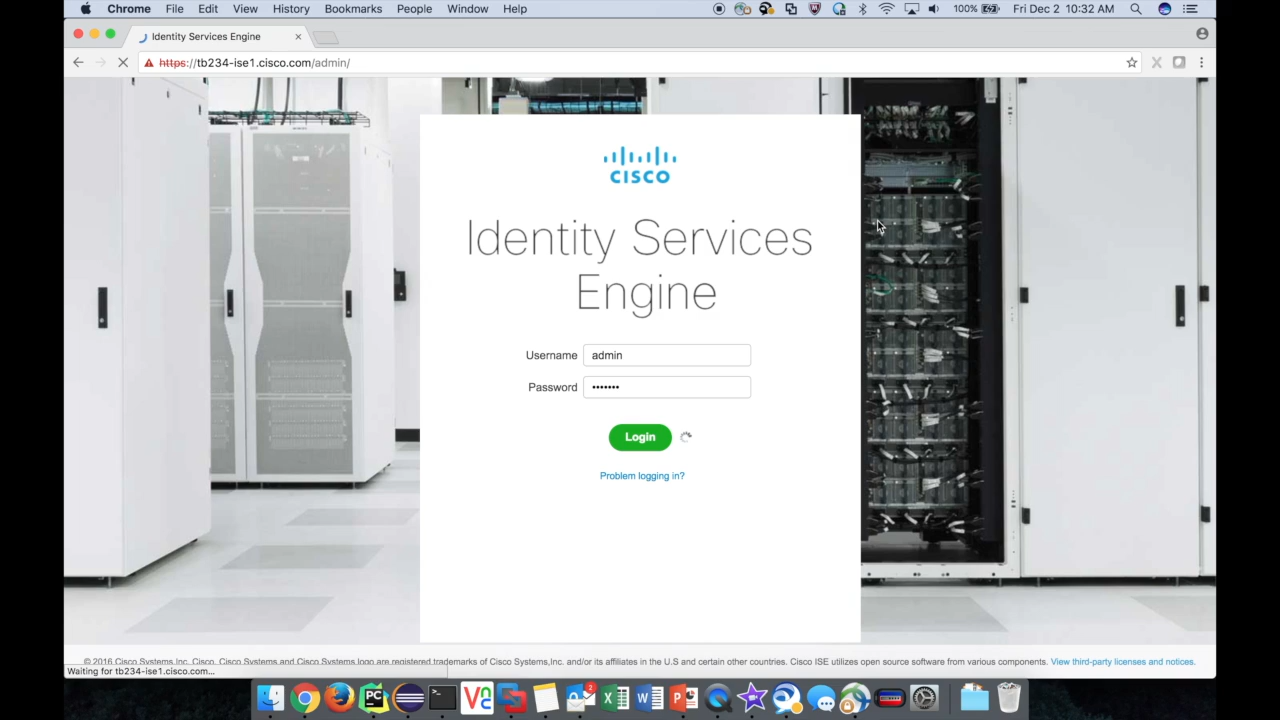 Chrome File Edit View History Bookmarks People Window Help 100% Fri Dec 2 10:32 AM
Identity Services Engine
https://tb234-ise1.cisco.com/admin/
CISCO
Identity Services
Engine
Username admin
Password •••••••
Login
Problem logging in?
© 2016 Cisco Systems,Inc. Cisco, Cisco Systems and Cisco Systems logo are registered trademarks of Cisco Systems,Inc. and/or its affiliates in the U.S and certain other countries. Cisco ISE utilizes open source software from various components. View third-party licenses and notices.
Waiting for tb234-ise1.cisco.com...